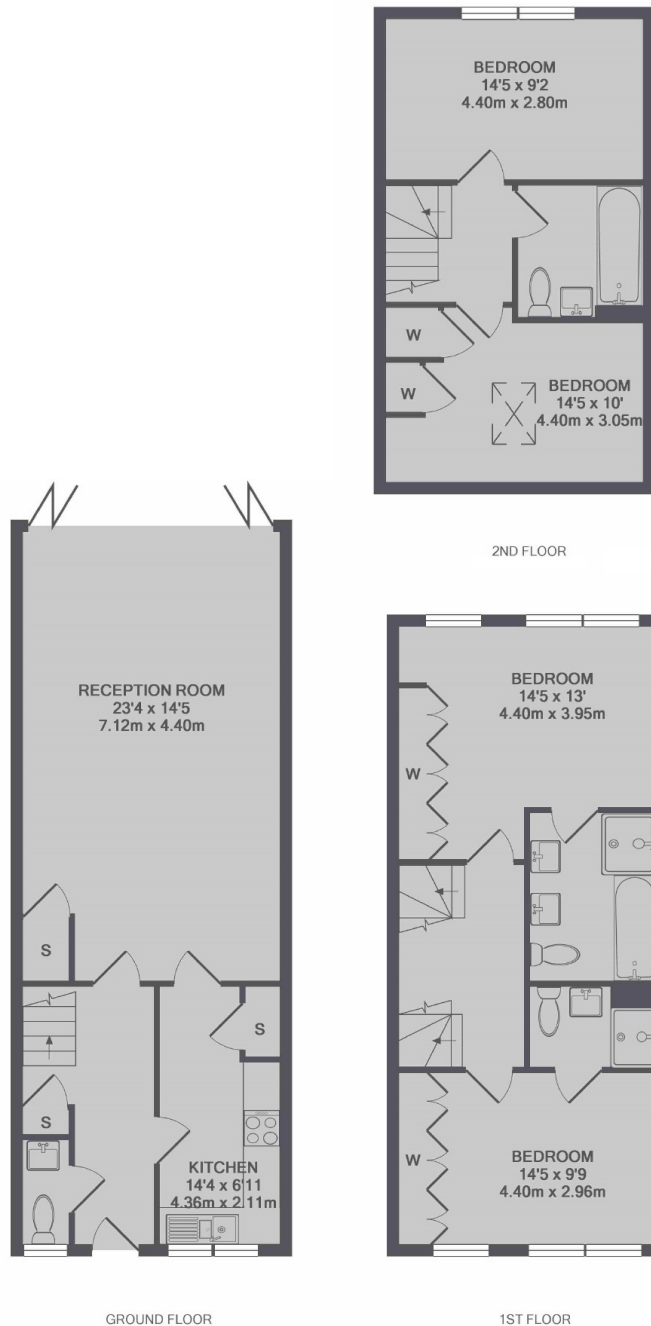 BEDROOM
14'5 x 9'2
4.40m x 2.80m
W
W
BEDROOM
14'5 x 10'
4.40m x 3.05m
2ND FLOOR
RECEPTION ROOM
23'4 x 14'5
7.12m x 4.40m
S
S
S
KITCHEN
14'4 x 6'11
4.36m x 2.11m
GROUND FLOOR
BEDROOM
14'5 x 13'
4.40m x 3.95m
W
W
BEDROOM
14'5 x 9'9
4.40m x 2.96m
1ST FLOOR